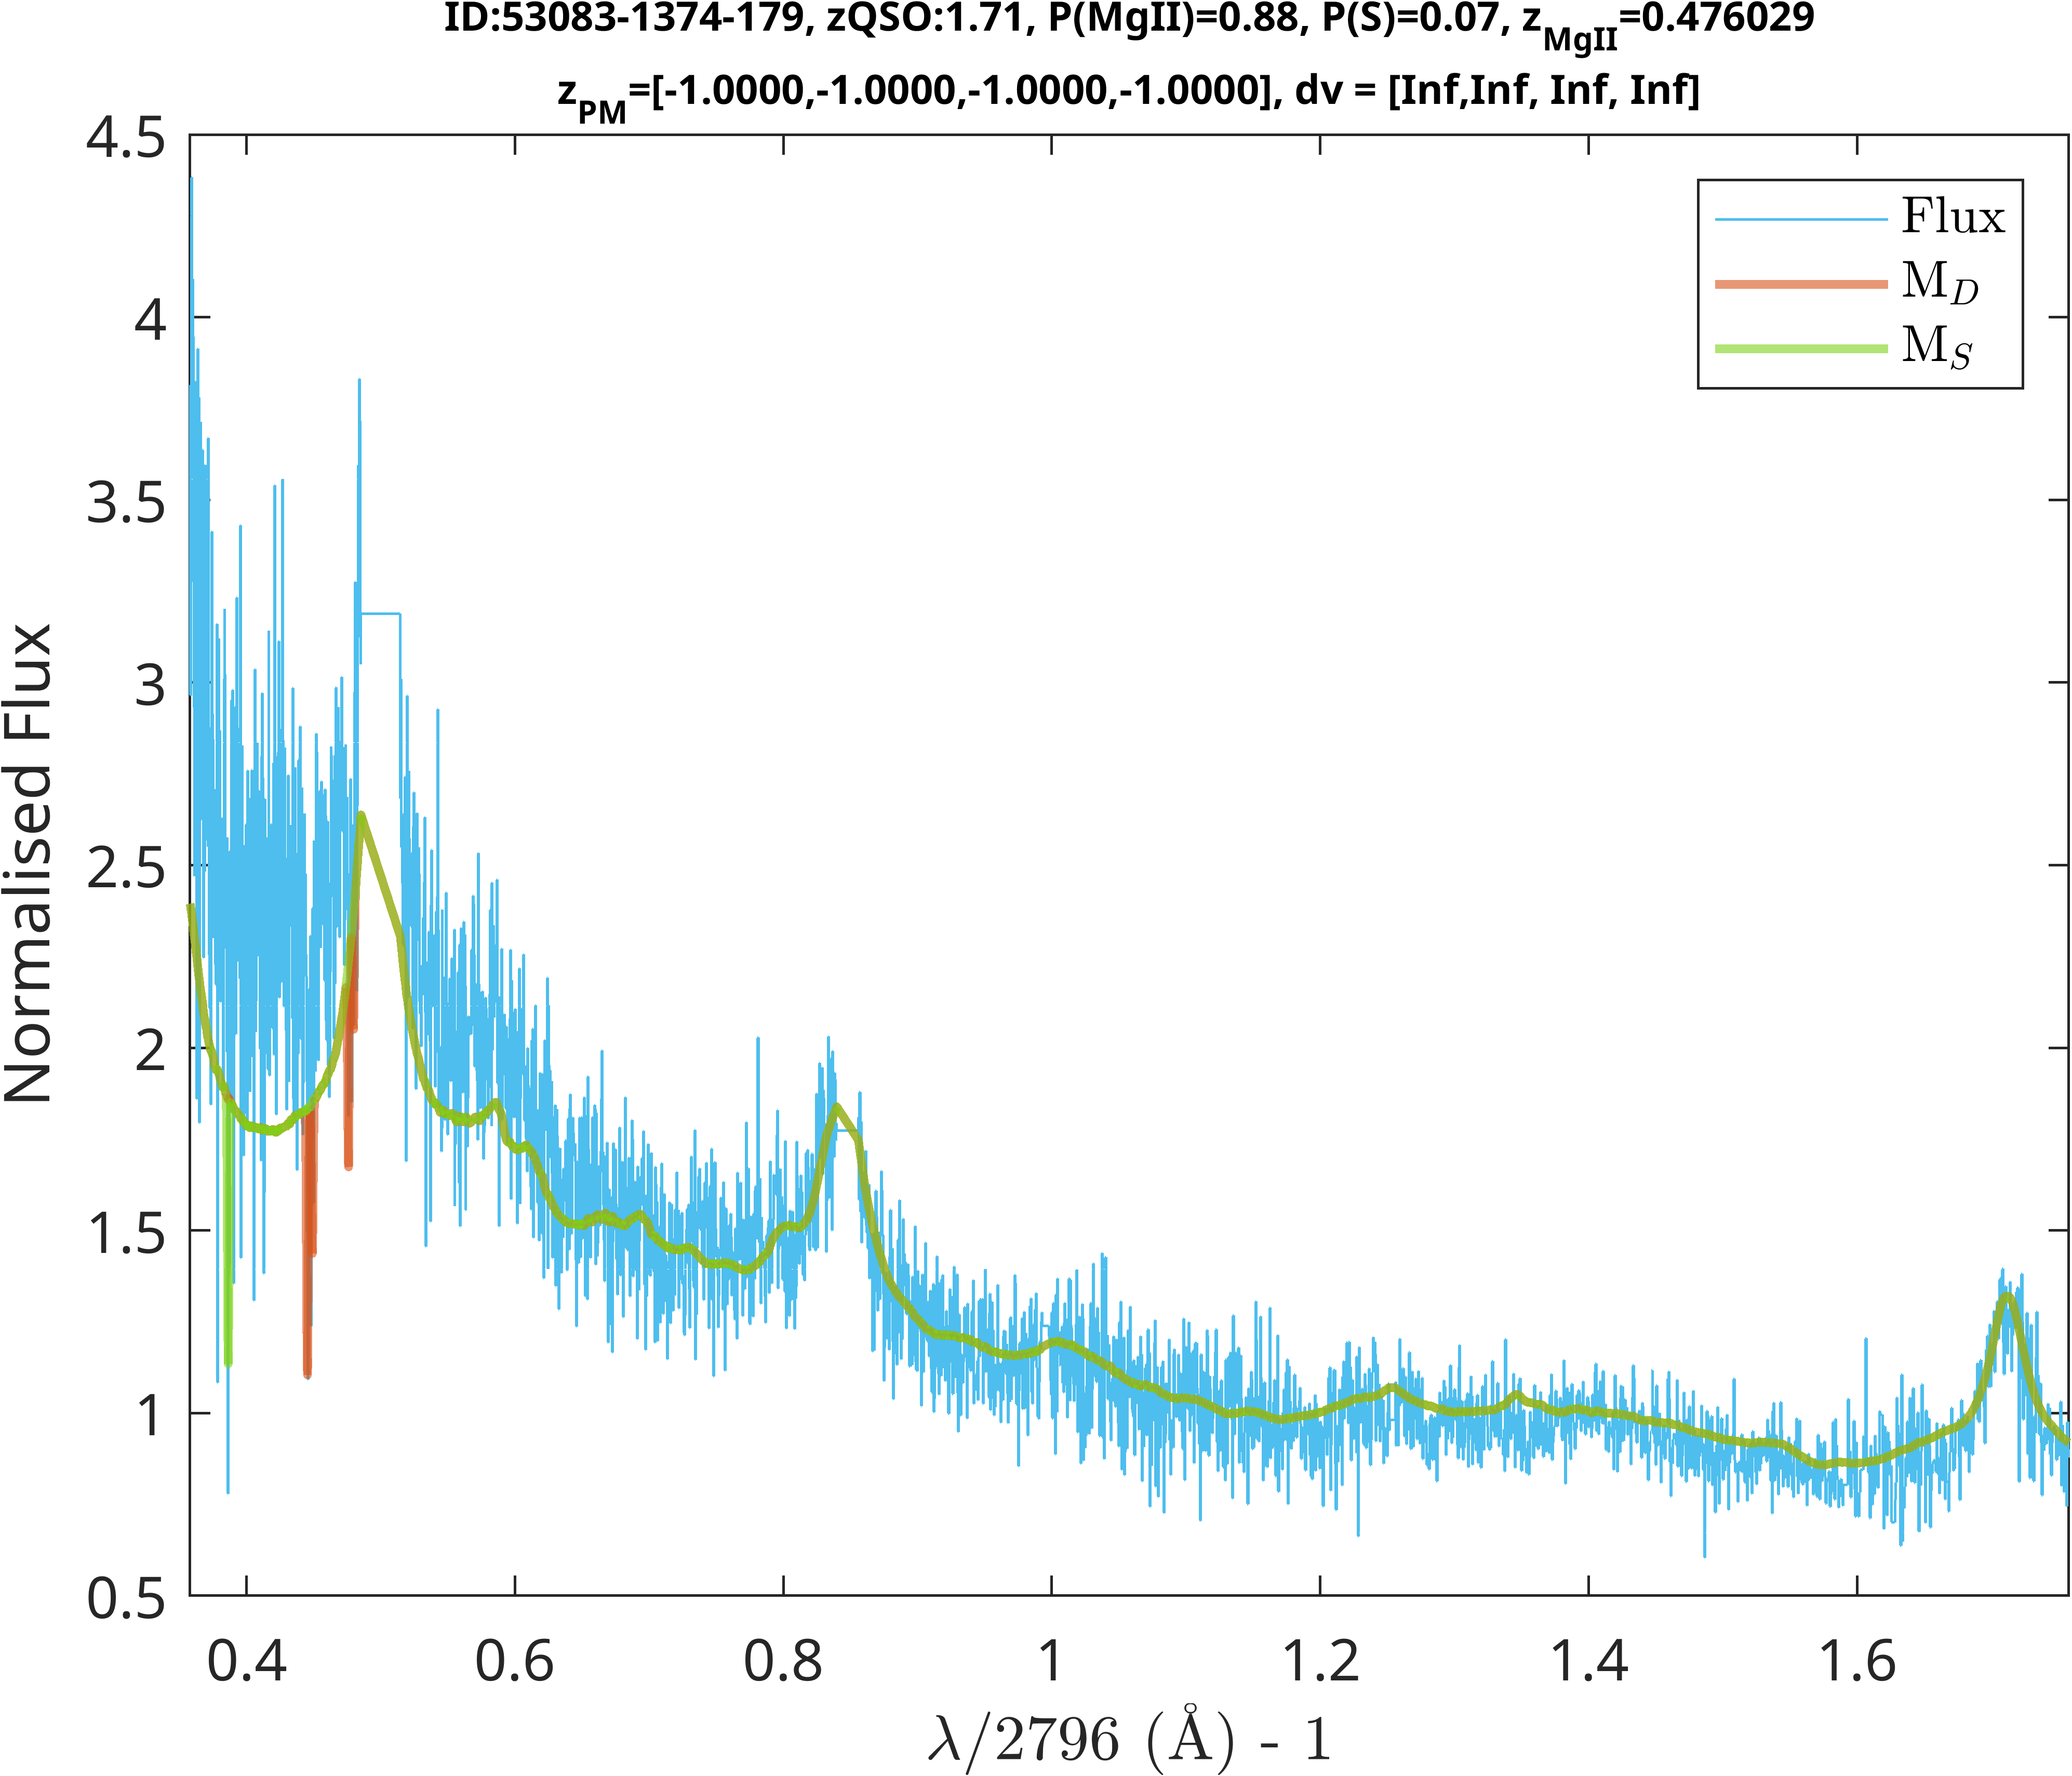 ID:53083-1374-179, zQSO:1.71, P(MgII)=0.88, P(S)=0.07, zMgII=0.476029
zPM=[-1.0000,-1.0000,-1.0000,-1.0000], dv = [Inf,Inf, Inf, Inf]
4.5
4
3.5
3
2.5
2
1.5
1
0.5
Normalised Flux
Flux
MD
MS
0.4 0.6 0.8 1 1.2 1.4 1.6
λ/2796 (Å) - 1